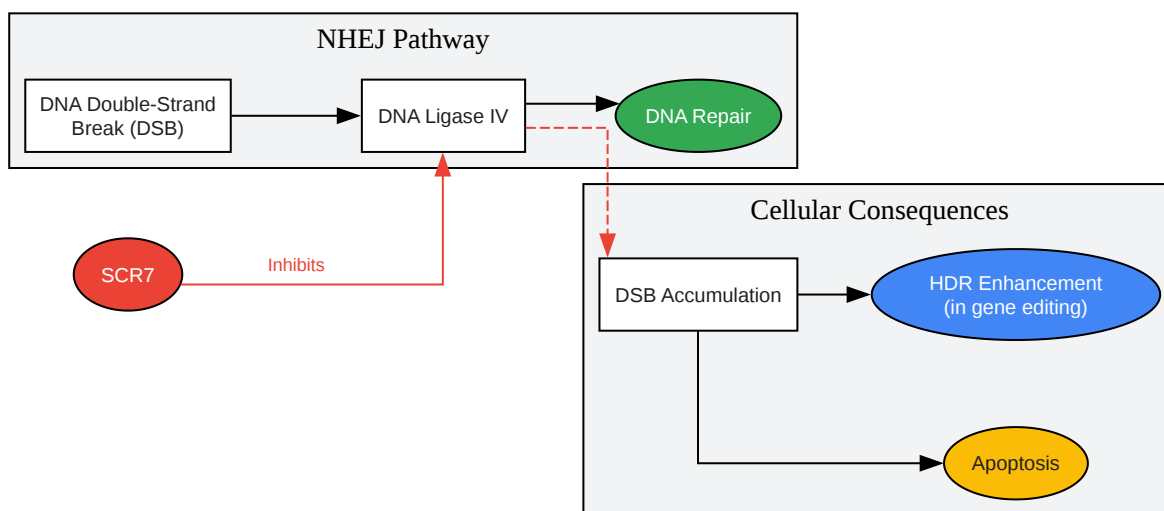 NHEJ Pathway
DNA Double-Strand
Break (DSB)
DNA Ligase IV
DNA Repair
SCR7
Inhibits
Cellular Consequences
DSB Accumulation
HDR Enhancement
(in gene editing)
Apoptosis